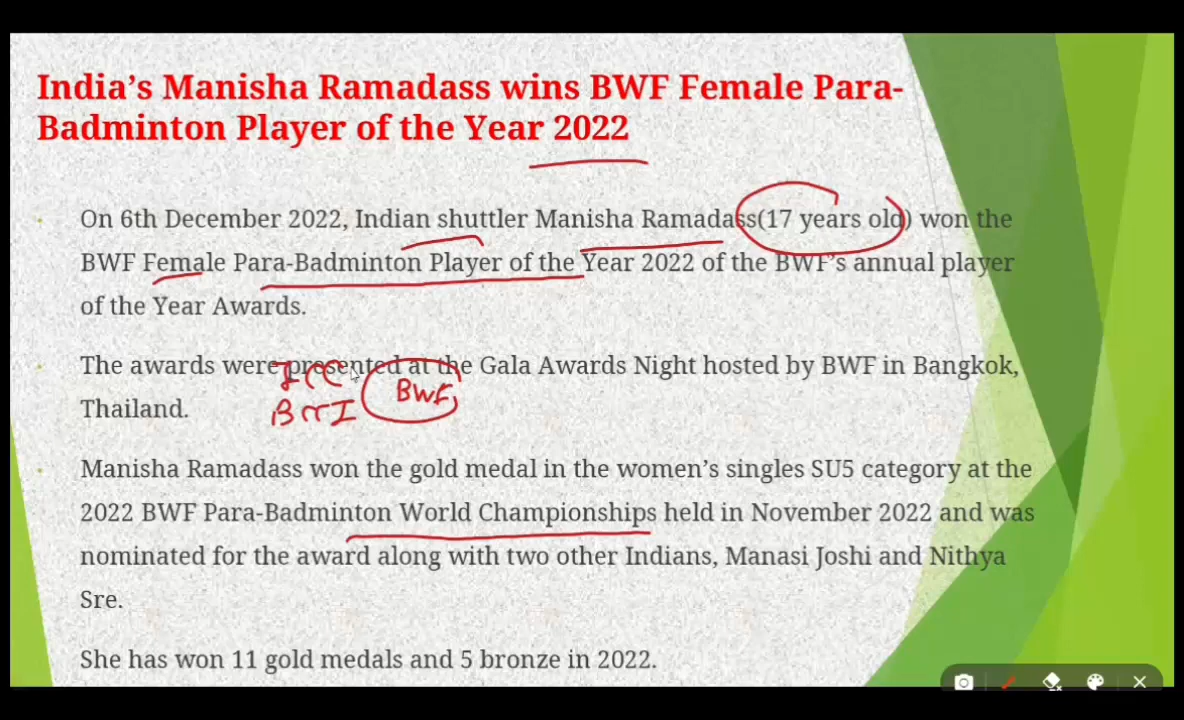 India's Manisha Ramadass wins BWF Female Para-
Badminton Player of the Year 2022
On 6th December 2022, Indian shuttler Manisha Ramadass(17 years old) won the
BWF Female Para-Badminton Player of the Year 2022 of the BWF's annual player
of the Year Awards.
The awards were presented at the Gala Awards Night hosted by BWF in Bangkok,
Thailand.
ICC
BWF
Manisha Ramadass won the gold medal in the women's singles SU5 category at the
2022 BWF Para-Badminton World Championships held in November 2022 and was
nominated for the award along with two other Indians, Manasi Joshi and Nithya
Sre.
She has won 11 gold medals and 5 bronze in 2022.